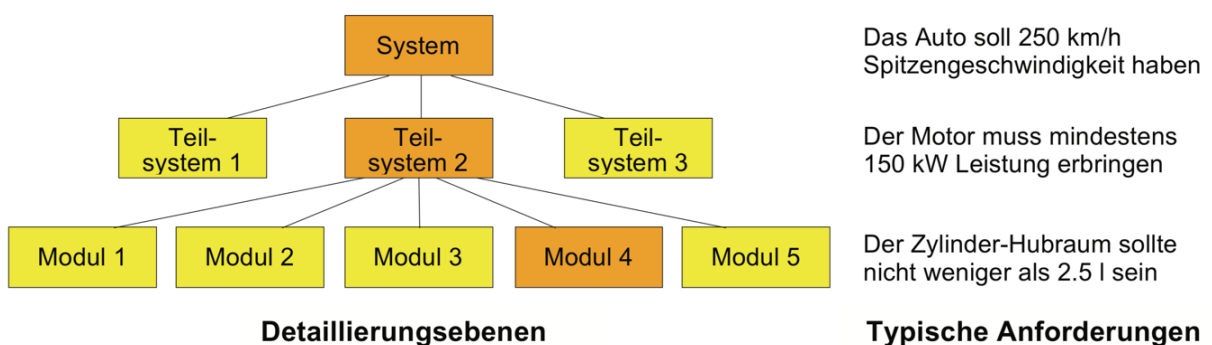 System
Das Auto soll 250 km/h
Spitzengeschwindigkeit haben
Teil-
system 1
Teil-
system 2
Teil-
system 3
Der Motor muss mindestens
150 kW Leistung erbringen
Modul 1
Modul 2
Modul 3
Modul 4
Modul 5
Der Zylinder-Hubraum sollte
nicht weniger als 2.5 l sein
Detaillierungsebenen
Typische Anforderungen